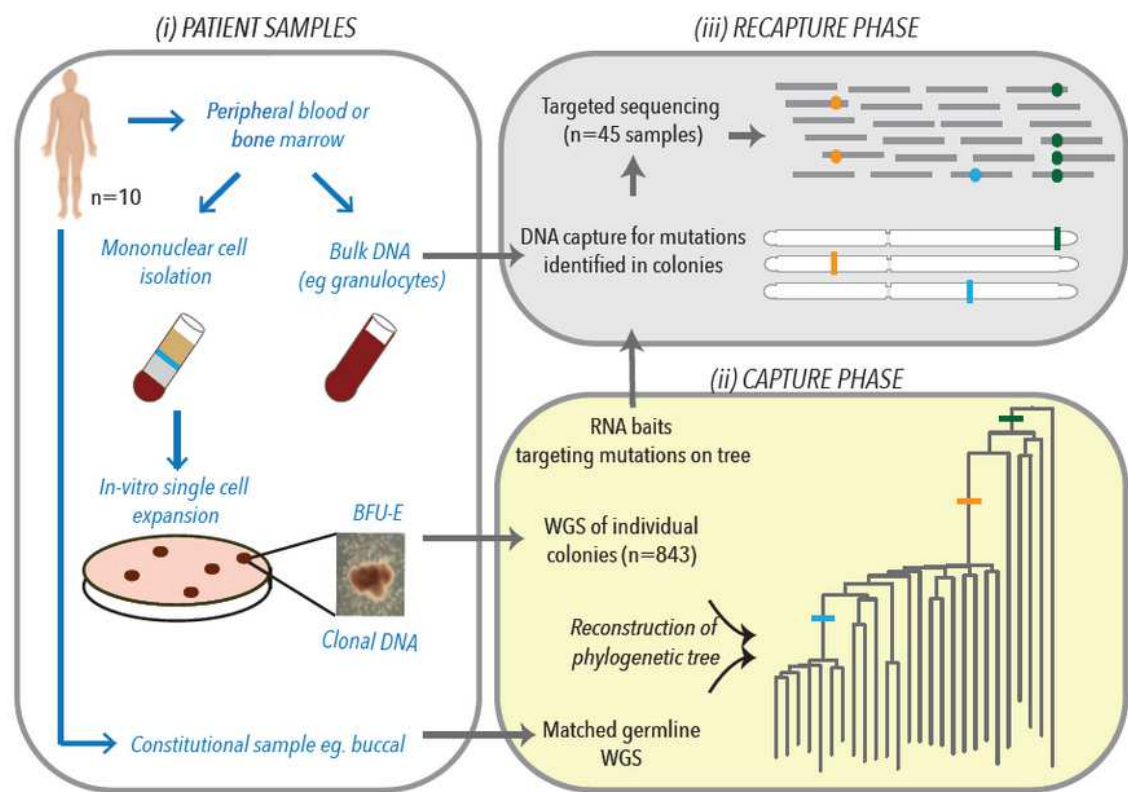 (i) PATIENT SAMPLES
Peripheral blood or
bone marrow
n=10
Mononuclear cell
isolation
Bulk DNA
(eg granulocytes)
In-vitro single cell
expansion
BFU-E
Clonal DNA
Constitutional sample eg. buccal
(iii) RECAPTURE PHASE
Targeted sequencing
(n=45 samples)
DNA capture for mutations
identified in colonies
(ii) CAPTURE PHASE
RNA baits
targeting mutations on tree
WGS of individual
colonies (n=843)
Reconstruction of
phylogenetic tree
Matched germline
WGS